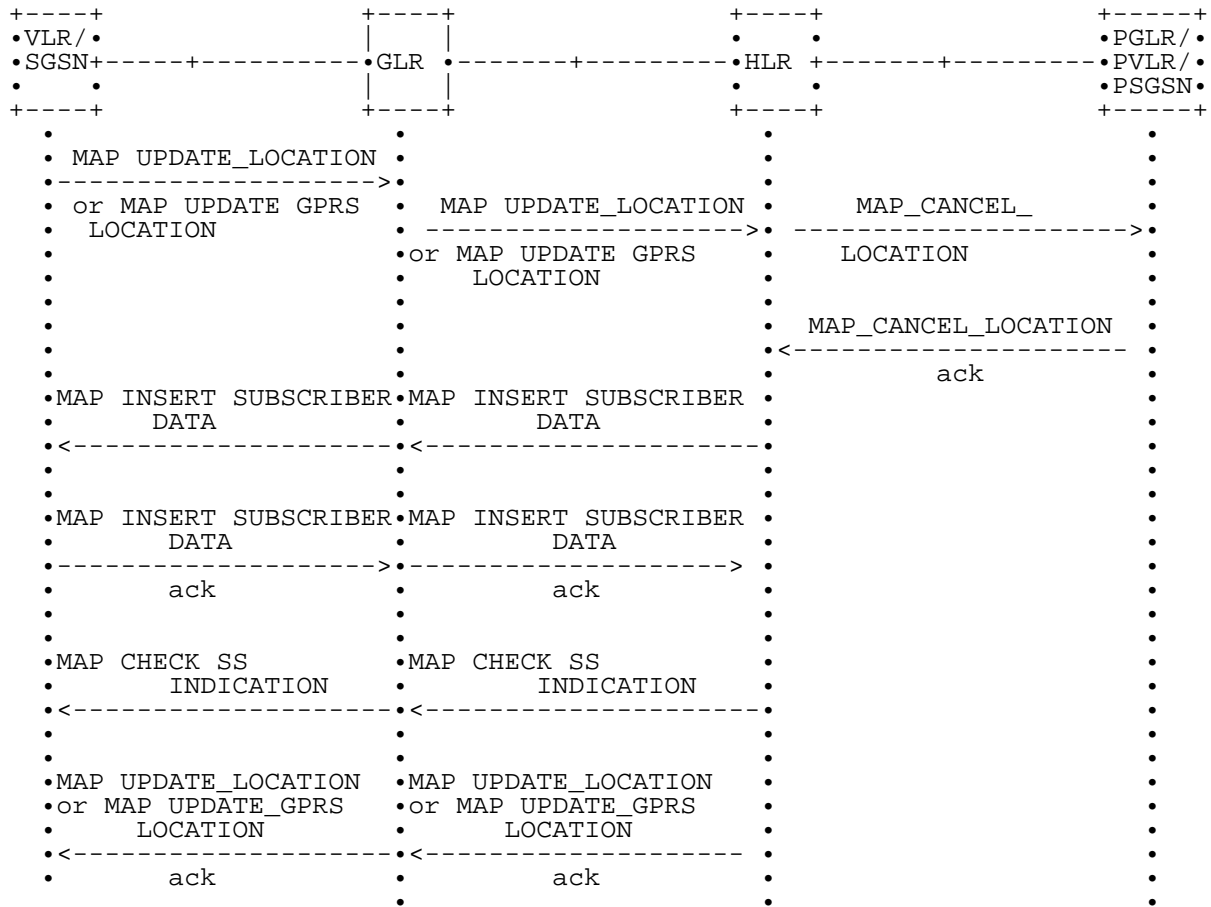 VLR/
SGSN
GLR
HLR
PGLR/
PVLR/
PSGSN
MAP UPDATE_LOCATION
or MAP UPDATE GPRS
LOCATION
MAP UPDATE_LOCATION
or MAP UPDATE GPRS
LOCATION
MAP_CANCEL_
LOCATION
MAP_CANCEL_LOCATION
ack
MAP INSERT SUBSCRIBER
DATA
MAP INSERT SUBSCRIBER
DATA
MAP INSERT SUBSCRIBER
DATA
ack
MAP INSERT SUBSCRIBER
DATA
ack
MAP CHECK SS
INDICATION
MAP CHECK SS
INDICATION
MAP UPDATE_LOCATION
or MAP UPDATE_GPRS
LOCATION
ack
MAP UPDATE_LOCATION
or MAP UPDATE_GPRS
LOCATION
ack